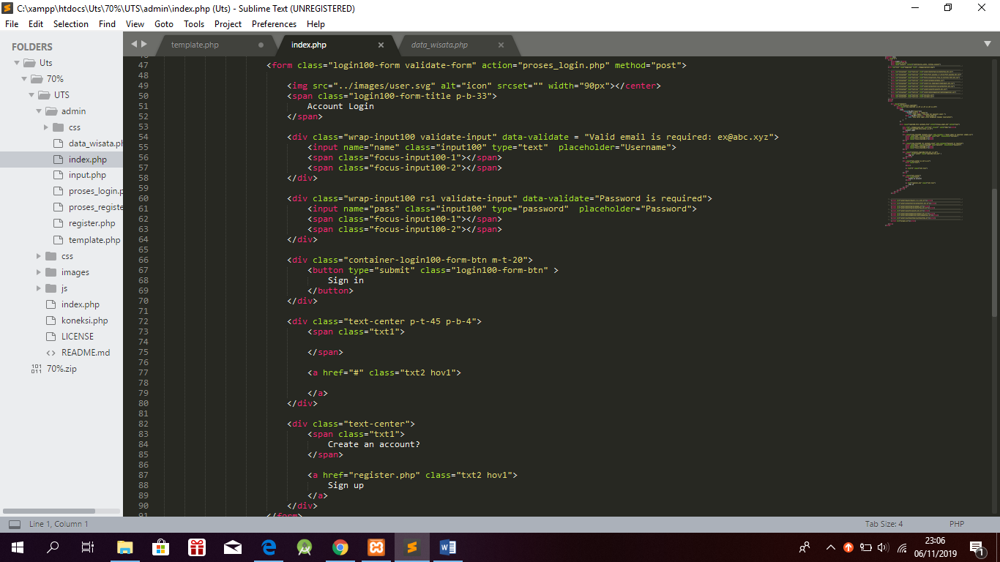 C:\xampp\htdocs\Uts\70%\UTS\admin\index.php (Uts) - Sublime Text (UNREGISTERED)
File Edit Selection Find View Goto Tools Project Preferences Help
FOLDERS
Uts
70%
UTS
admin
css
data_wisata.pl
index.php
input.php
proses_login.p
proses_registe
register.php
template.php
css
images
js
index.php
koneksi.php
LICENSE
README.md
70%.zip
template.php index.php data_wisata.php
47 <form class="login100-form validate-form" action="proses_login.php" method="post">
48
49 <img src="../images/user.svg" alt="icon" srcset="" width="90px"></center>
50 <span class="login100-form-title p-b-33">
51 Account Login
52 </span>
53
54 <div class="wrap-input100 validate-input" data-validate = "Valid email is required: ex@abc.xyz">
55 <input name="name" class="input100" type="text"  placeholder="Username">
56 <span class="focus-input100-1"></span>
57 <span class="focus-input100-2"></span>
58 </div>
59
60 <div class="wrap-input100 rs1 validate-input" data-validate="Password is required">
61 <input name="pass" class="input100" type="password"  placeholder="Password">
62 <span class="focus-input100-1"></span>
63 <span class="focus-input100-2"></span>
64 </div>
65
66 <div class="container-login100-form-btn m-t-20">
67 <button type="submit" class="login100-form-btn" >
68 Sign in
69 </button>
70 </div>
71
72 <div class="text-center p-t-45 p-b-4">
73 <span class="txt1">
74
75 </span>
76
77 <a href="#" class="txt2 hov1">
78
79 </a>
80 </div>
81
82 <div class="text-center">
83 <span class="txt1">
84 Create an account?
85 </span>
86
87 <a href="register.php" class="txt2 hov1">
88 Sign up
89 </a>
90 </div>
91 </form>
Line 1, Column 1
Tab Size: 4
PHP
23:06
06/11/2019
1